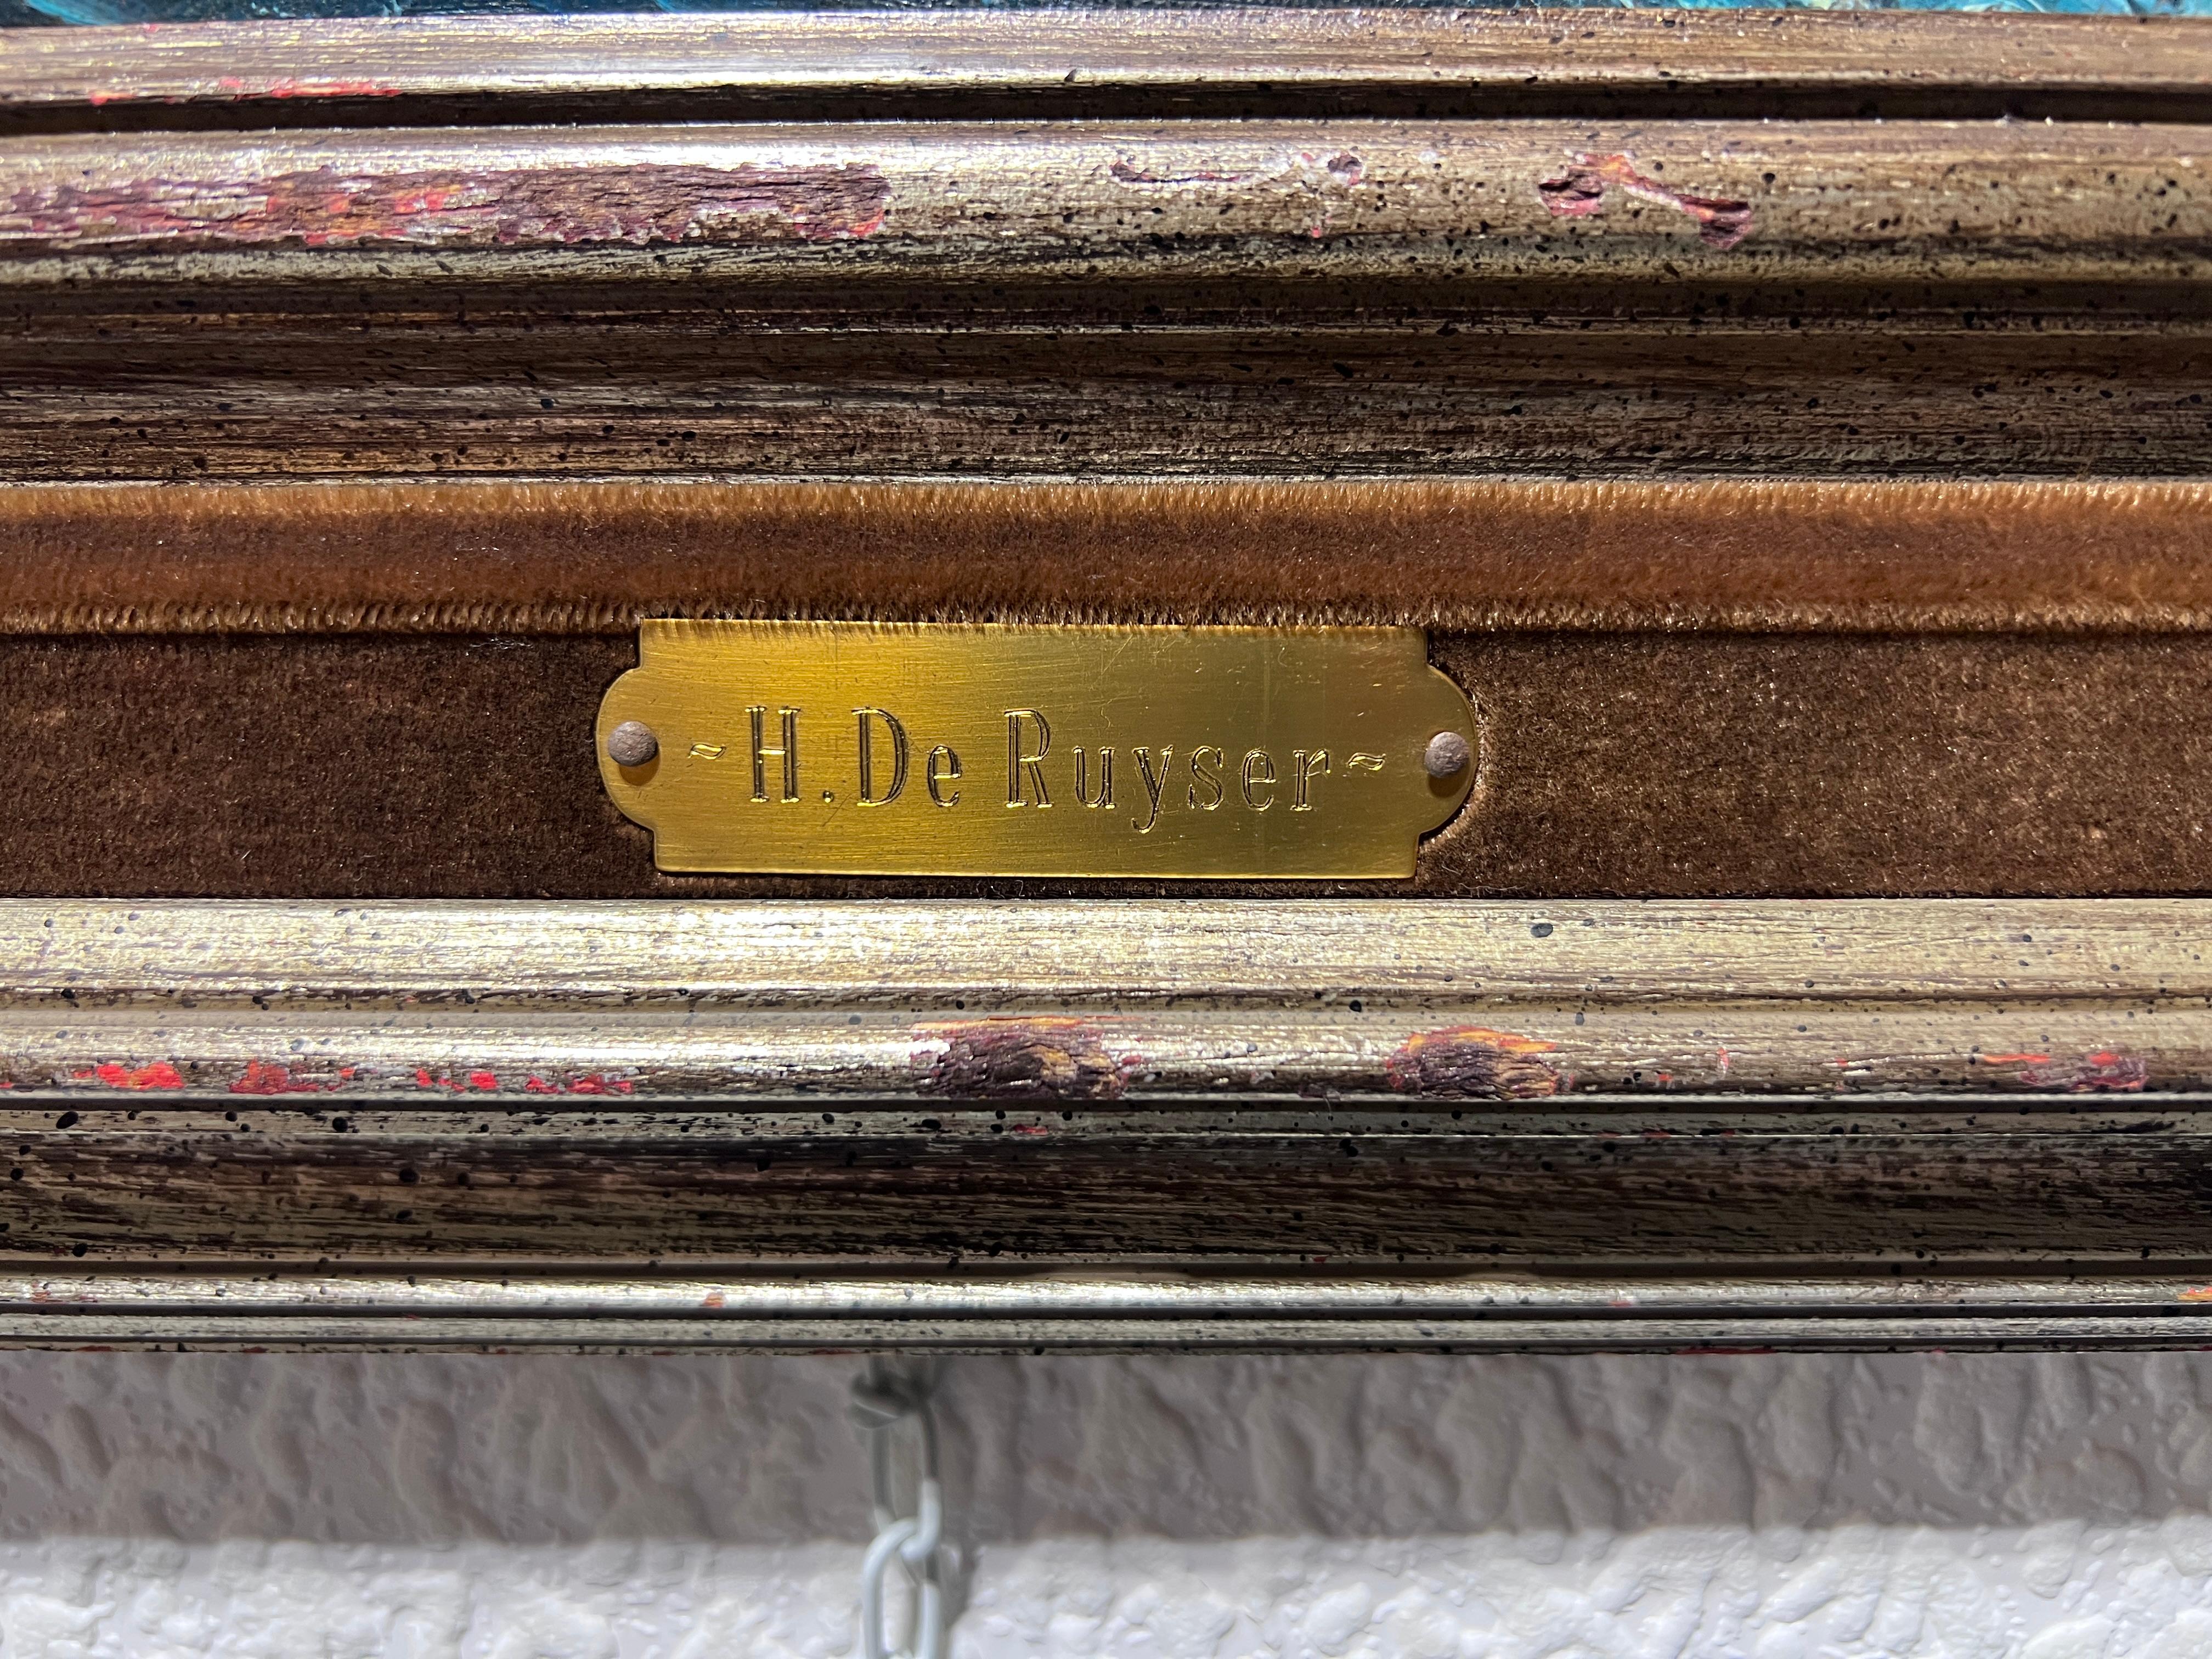 ~H. De Ruyser~